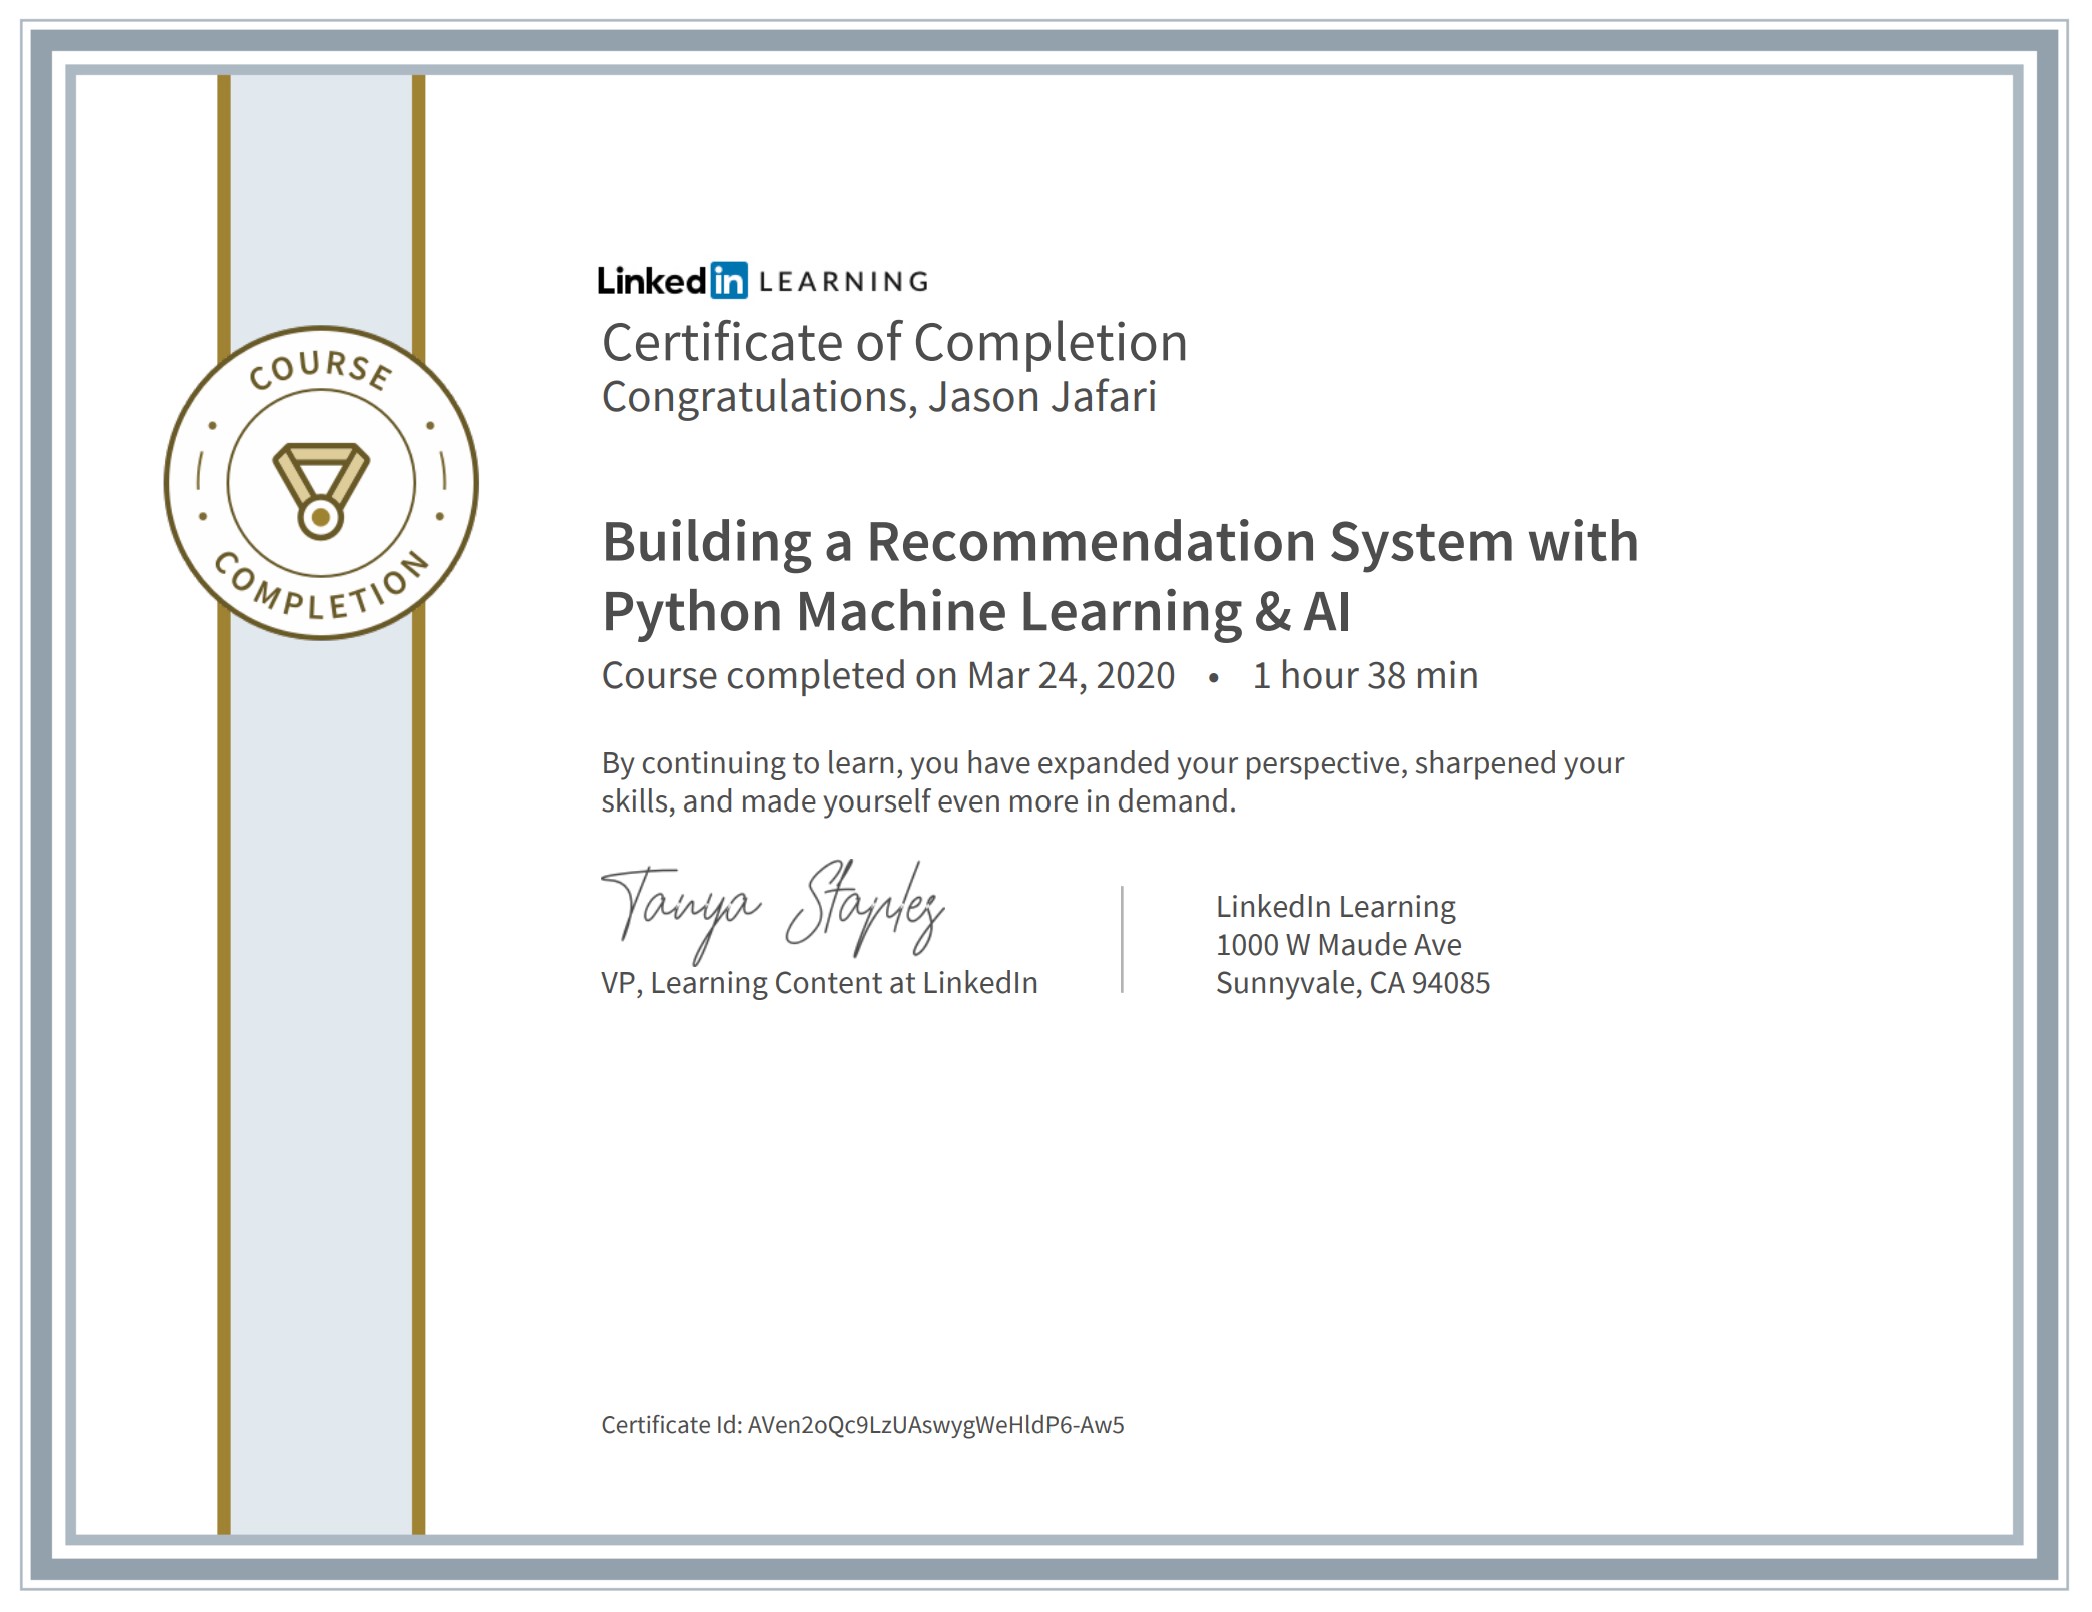 COURSE
COMPLETION
Linked in LEARNING
Certificate of Completion
Congratulations, Jason Jafari
Building a Recommendation System with
Python Machine Learning & AI
Course completed on Mar 24, 2020 • 1 hour 38 min
By continuing to learn, you have expanded your perspective, sharpened your
skills, and made yourself even more in demand.
Tanya Staples
VP, Learning Content at LinkedIn
LinkedIn Learning
1000 W Maude Ave
Sunnyvale, CA 94085
Certificate Id: AVen2oQc9LzUAswygWeHldP6-Aw5